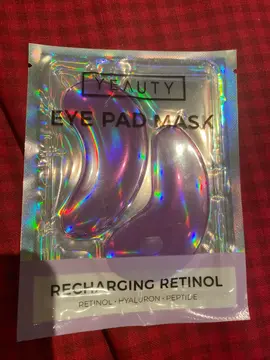 YEAUTY
EYE PAD MASK
RECHARGING RETINOL
RETINOL • HYALURON • PEPTIDE